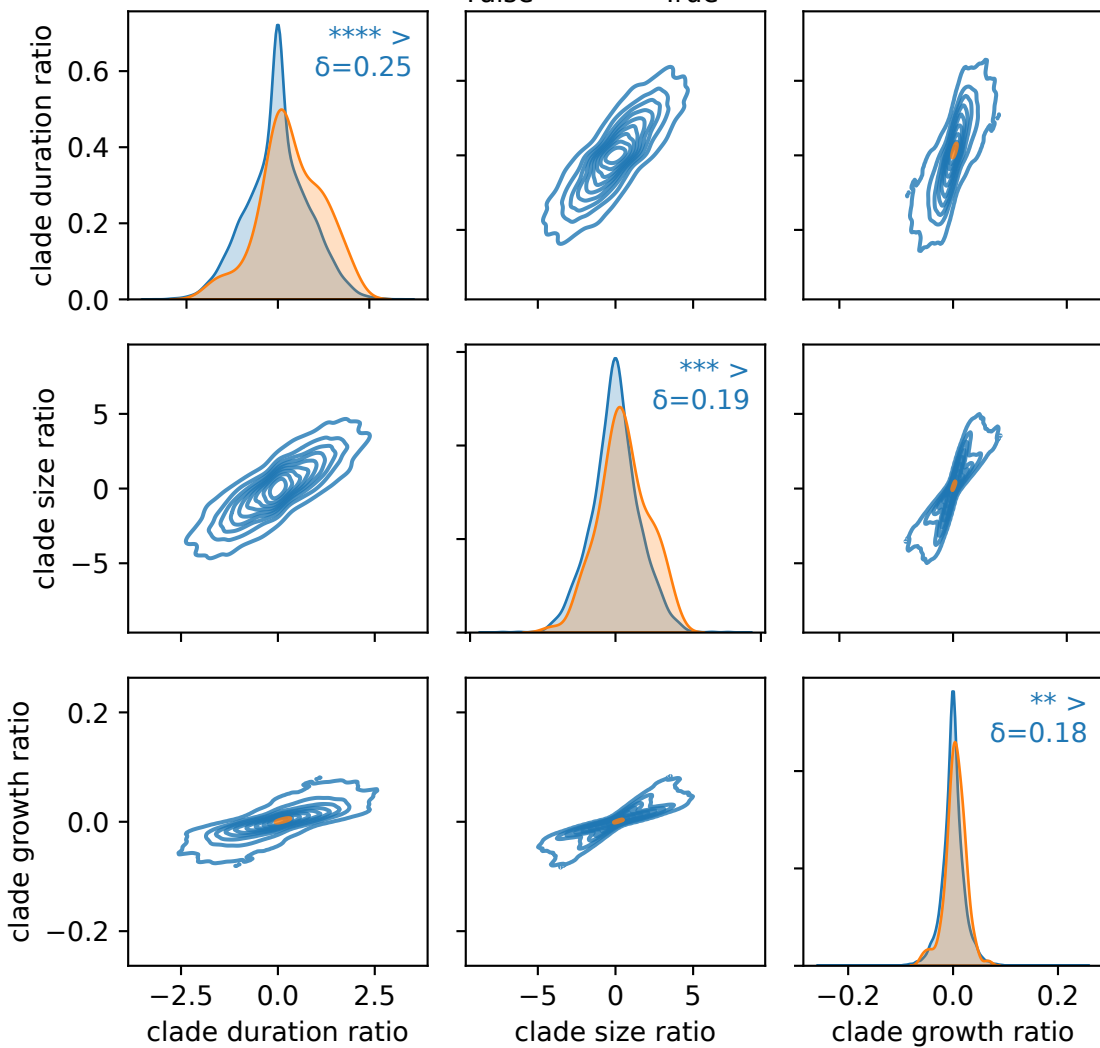 clade duration ratio
0.6
0.4
0.2
0.0
**** >
δ=0.25
clade size ratio
5
0
−5
*** >
δ=0.19
clade growth ratio
0.2
0.0
−0.2
** >
δ=0.18
−2.5 0.0 2.5
clade duration ratio
−5 0 5
clade size ratio
−0.2 0.0 0.2
clade growth ratio